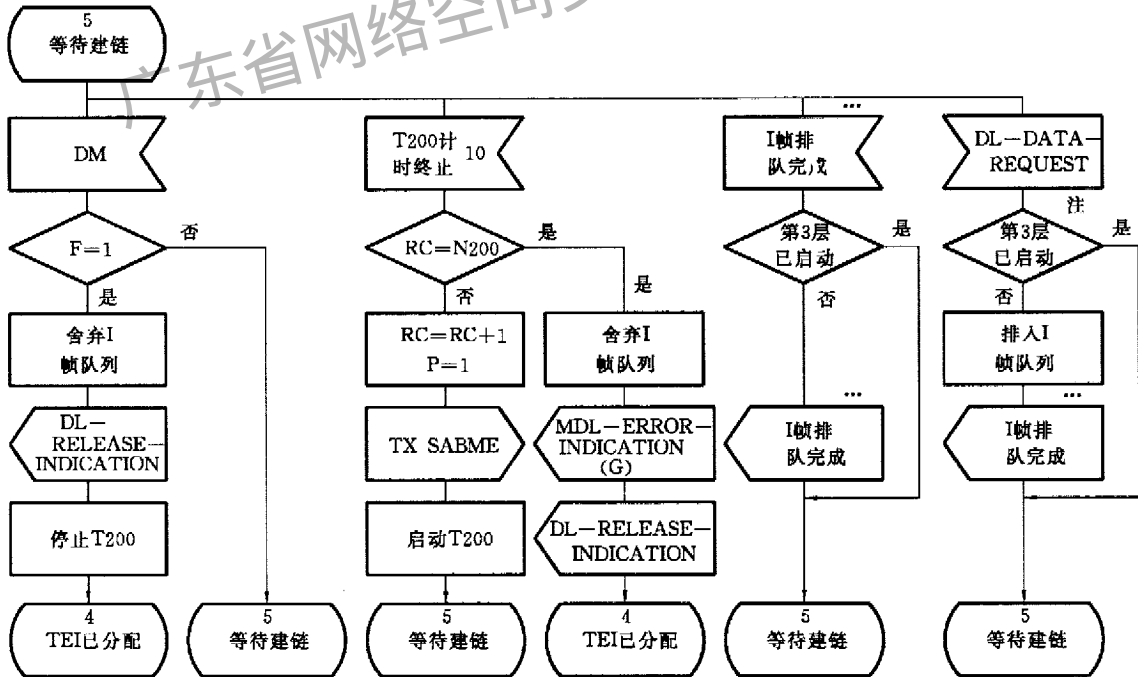 5
等待建链
广东省网络空间
DM
F=1
否
是
舍弃I
帧队列
DL-
RELEASE-
INDICATION
停止T200
4
TEI已分配
5
等待建链
T200计
时终止
10
RC=N200
是
否
是
RC=RC+1
P=1
TX SABME
启动T200
5
等待建链
舍弃I
帧队列
MDL-ERROR-
INDICATION
(G)
DL-RELEASE-
INDICATION
4
TEI已分配
...
I帧排
队完成
第3层
已启动
是
否
...
I帧排
队完成
5
等待建链
DL-DATA-
REQUEST
注
第3层
已启动
是
否
排入I
帧队列
...
I帧排
队完成
5
等待建链